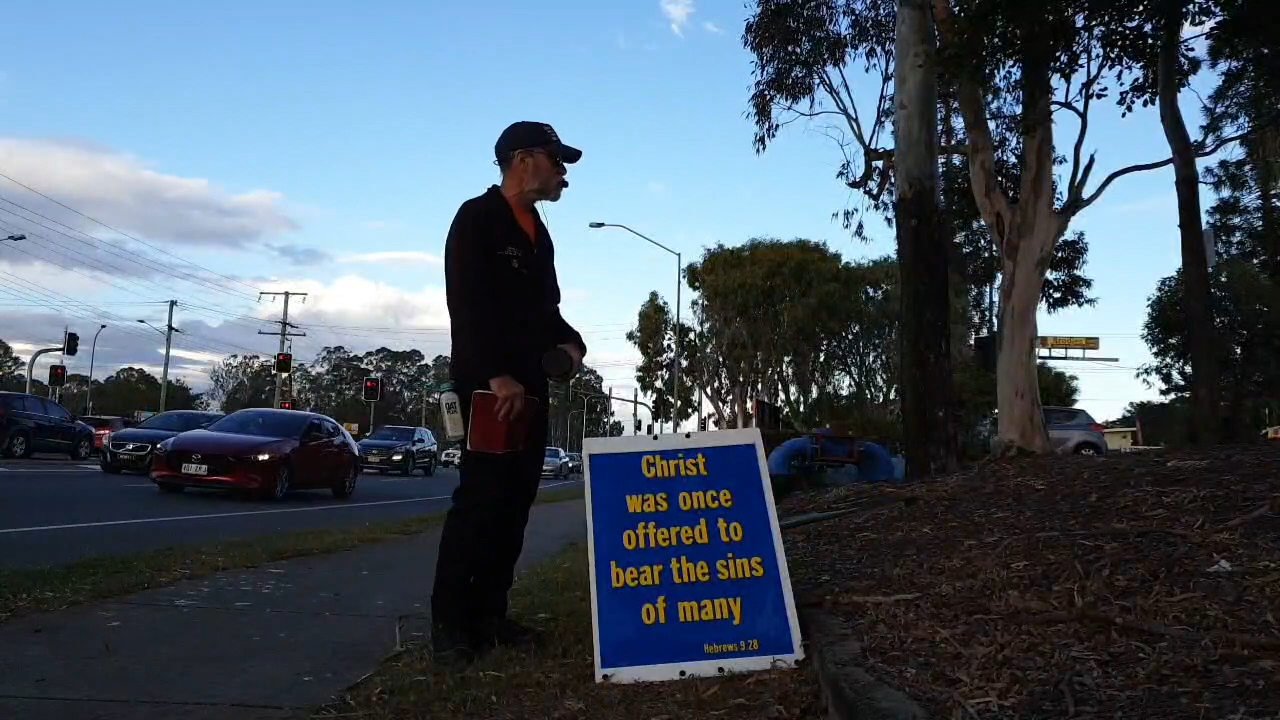 Christ
was once
offered to
bear the sins
of many
Hebrews 9 28